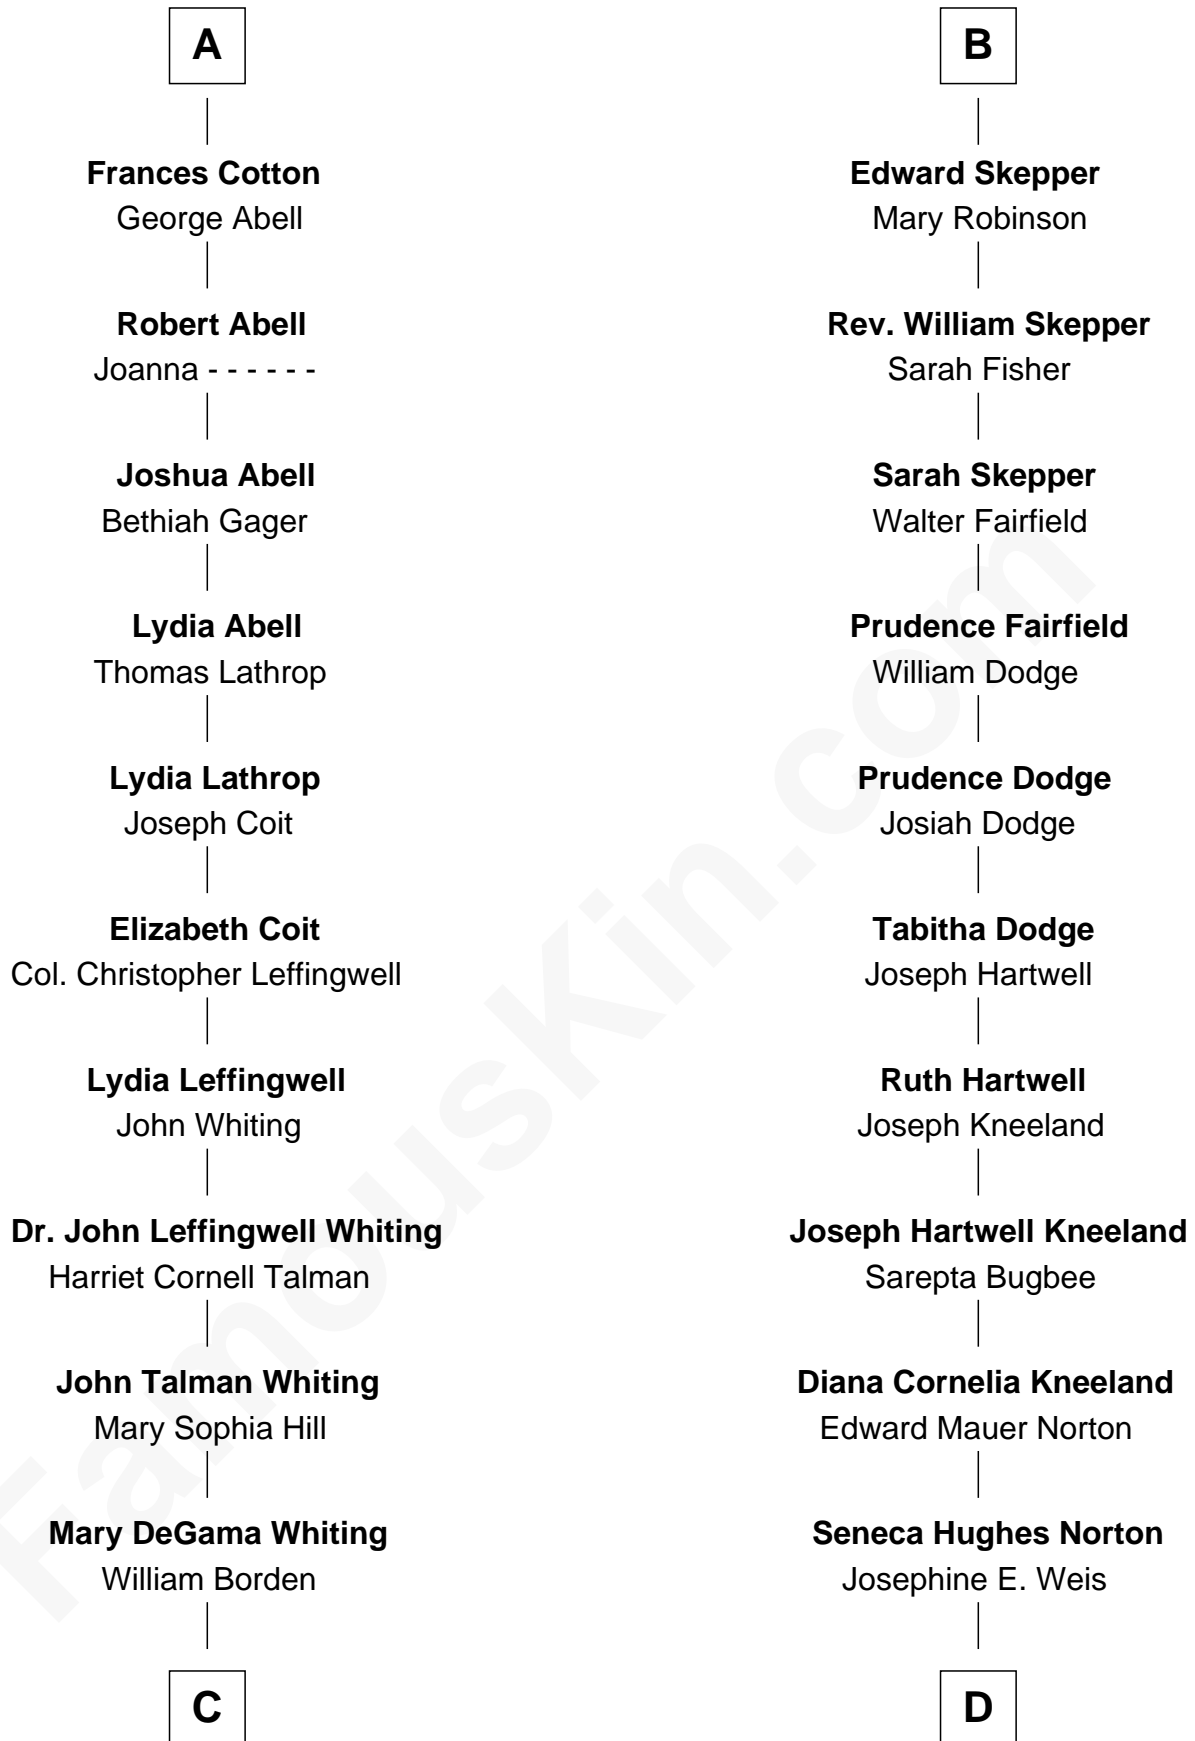 A
Frances Cotton
George Abell
Robert Abell
Joanna - - - - - -
Joshua Abell
Bethiah Gager
Lydia Abell
Thomas Lathrop
Lydia Lathrop
Joseph Coit
Elizabeth Coit
Col. Christopher Leffingwell
Lydia Leffingwell
John Whiting
Dr. John Leffingwell Whiting
Harriet Cornell Talman
John Talman Whiting
Mary Sophia Hill
Mary DeGama Whiting
William Borden
C
B
Edward Skepper
Mary Robinson
Rev. William Skepper
Sarah Fisher
Sarah Skepper
Walter Fairfield
Prudence Fairfield
William Dodge
Prudence Dodge
Josiah Dodge
Tabitha Dodge
Joseph Hartwell
Ruth Hartwell
Joseph Kneeland
Joseph Hartwell Kneeland
Sarepta Bugbee
Diana Cornelia Kneeland
Edward Mauer Norton
Seneca Hughes Norton
Josephine E. Weis
D
FamousKin.com